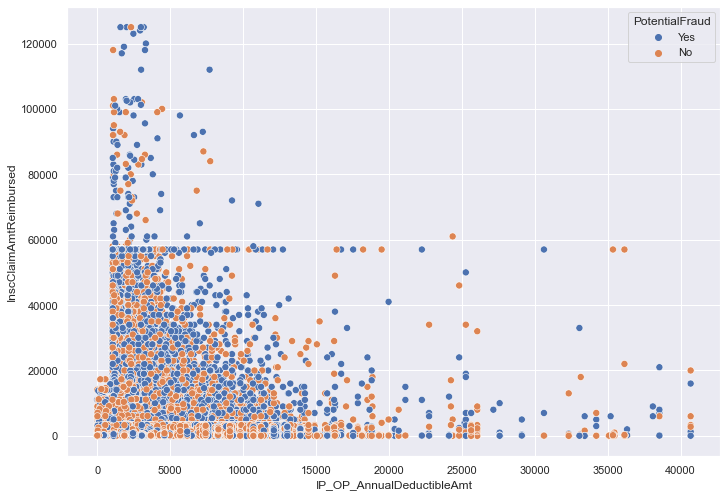 PotentialFraud
Yes
No
120000
100000
80000
60000
40000
20000
0
InscClaimAmtReimbursed
0 5000 10000 15000 20000 25000 30000 35000 40000
IP_OP_AnnualDeductibleAmt